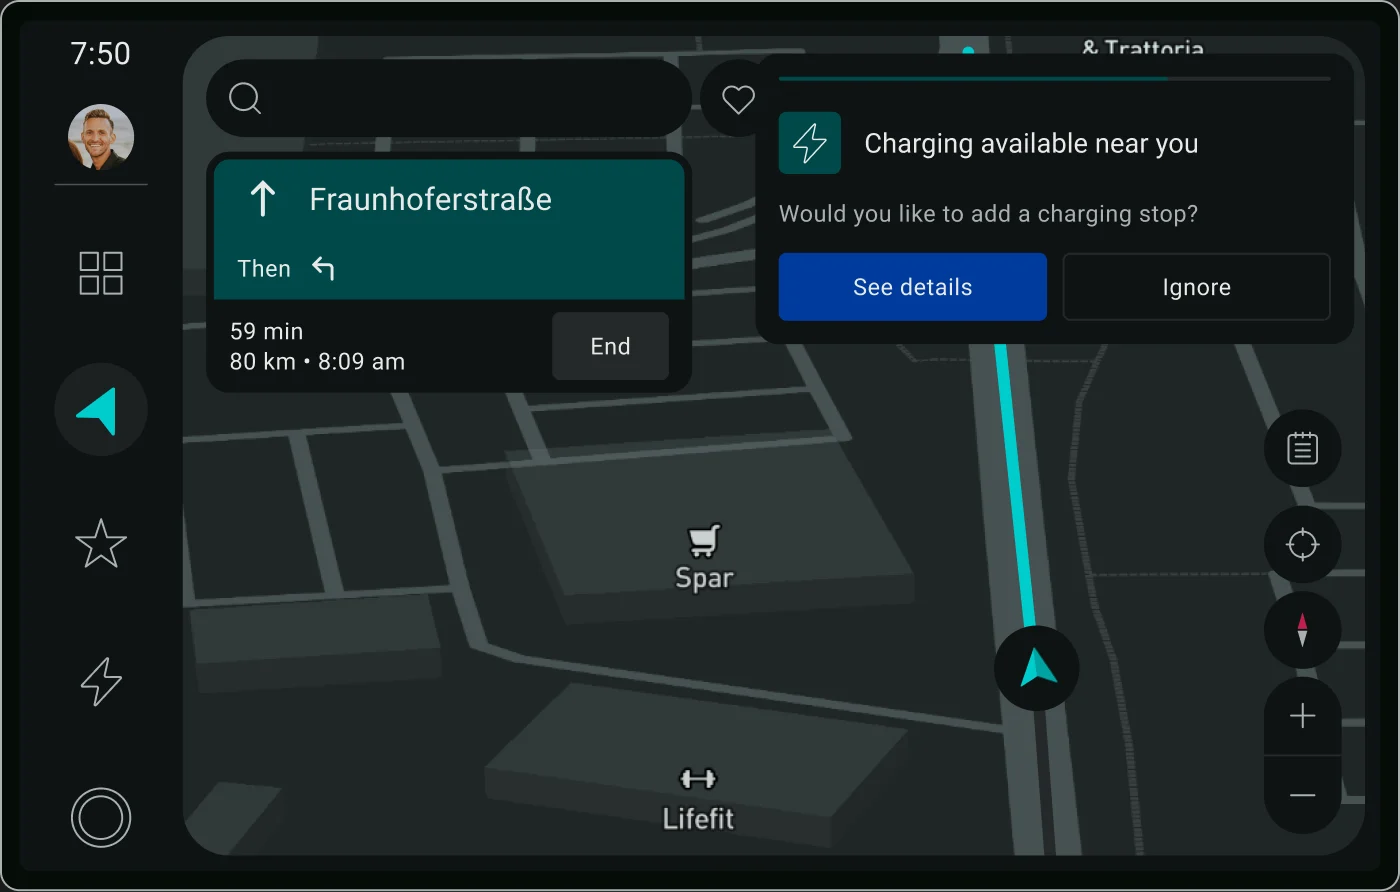 7:50
& Trattoria
Fraunhoferstraße
Then
59 min
80 km • 8:09 am
End
Charging available near you
Would you like to add a charging stop?
See details
Ignore
Spar
Lifefit